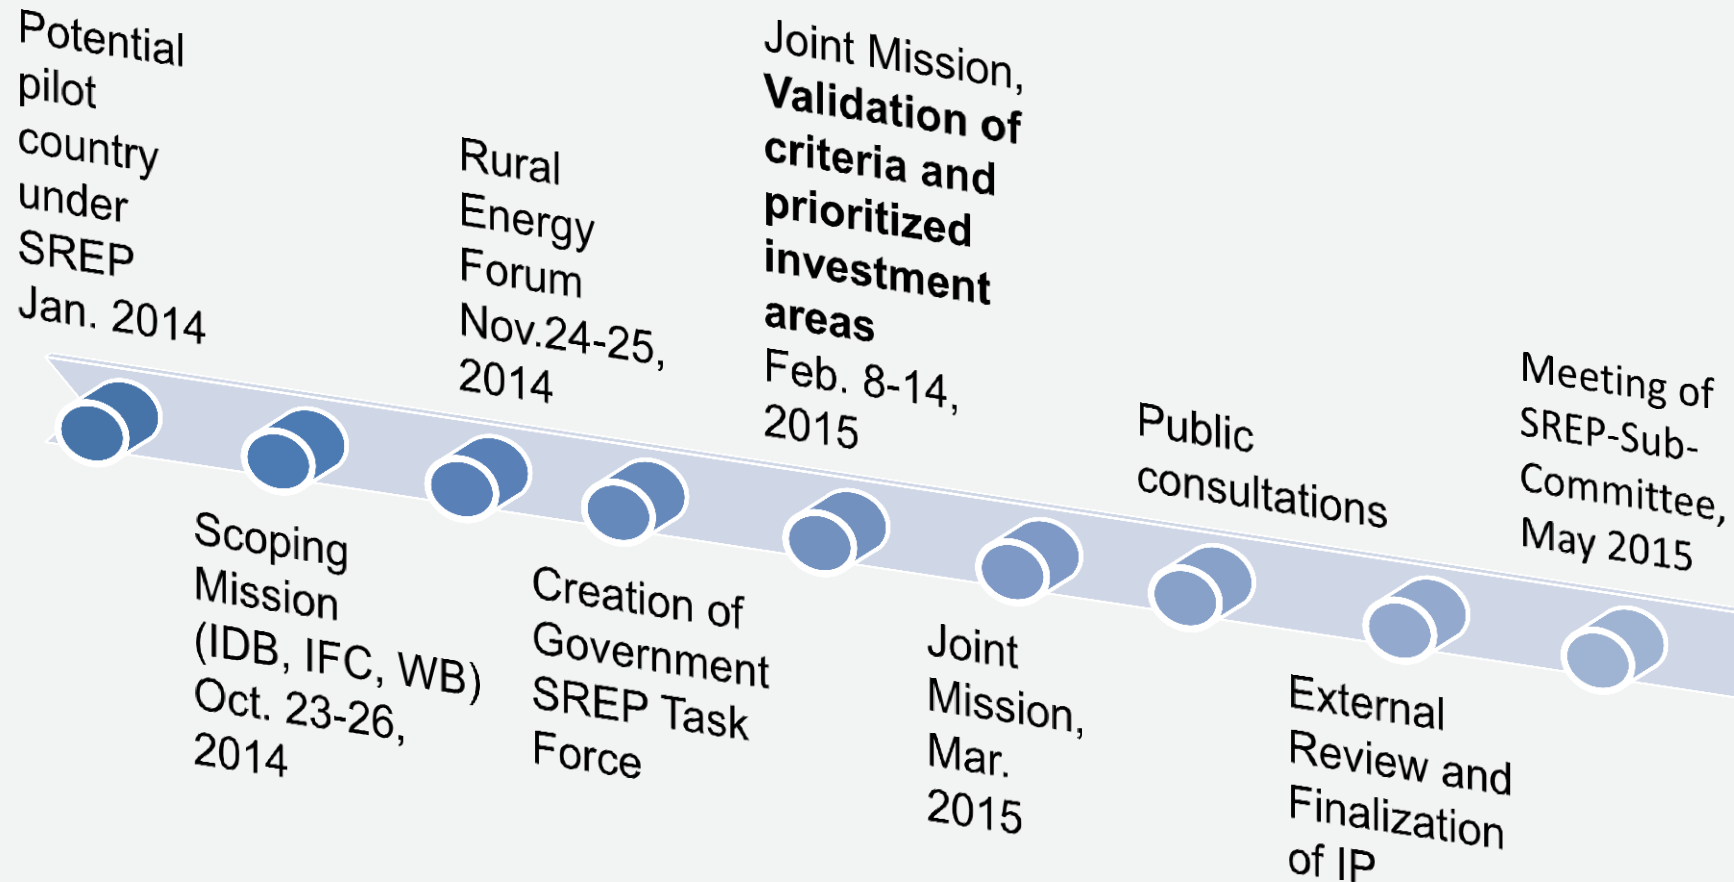 Potential
pilot
country
under
SREP
Jan. 2014
Scoping
Mission
(IDB, IFC, WB)
Oct. 23-26,
2014
Rural
Energy
Forum
Nov.24-25,
2014
Creation of
Government
SREP Task
Force
Joint Mission,
Validation of
criteria and
prioritized
investment
areas
Feb. 8-14,
2015
Joint
Mission,
Mar.
2015
Public
consultations
External
Review and
Finalization
of IP
Meeting of
SREP-Sub-
Committee,
May 2015